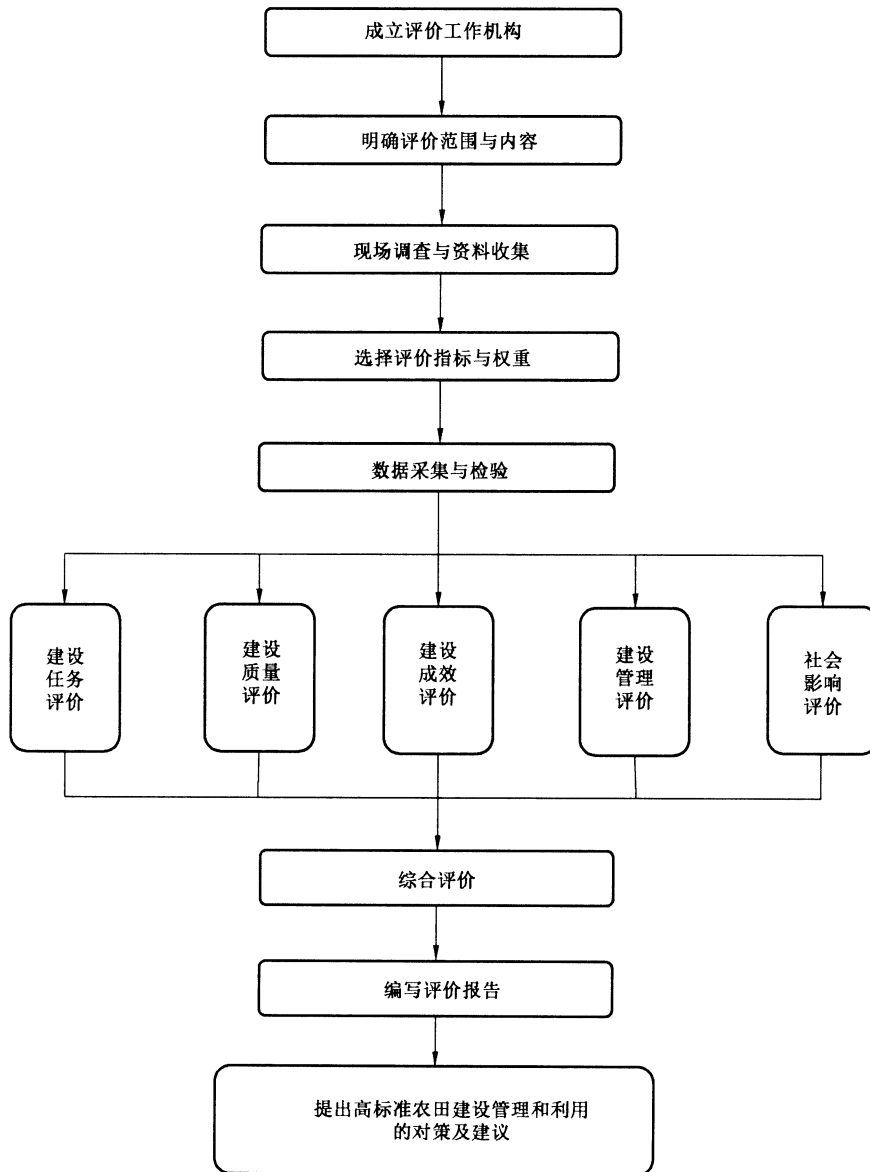 成立评价工作机构
明确评价范围与内容
现场调查与资料收集
选择评价指标与权重
数据采集与检验
建设
任务
评价
建设
质量
评价
建设
成效
评价
建设
管理
评价
社会
影响
评价
综合评价
编写评价报告
提出高标准农田建设管理和利用
的对策及建议